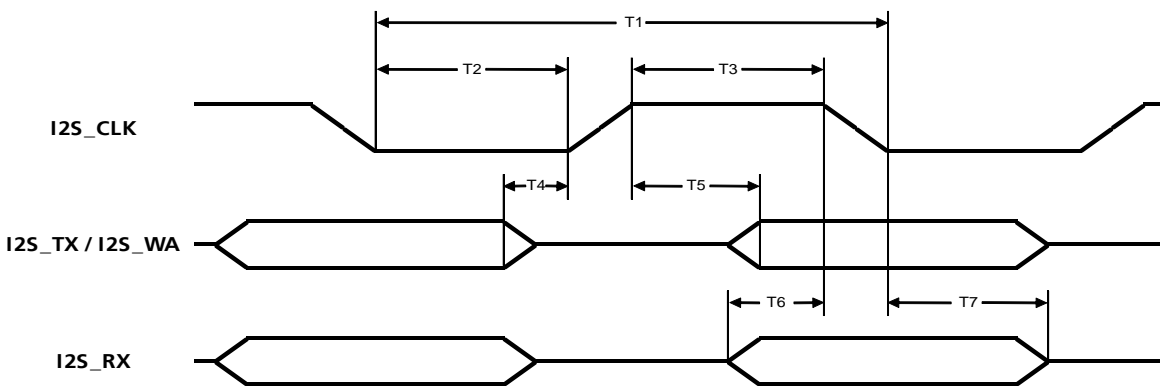 T1
T2
T3
I2S_CLK
T4
T5
I2S_TX / I2S_WA
T6
T7
I2S_RX